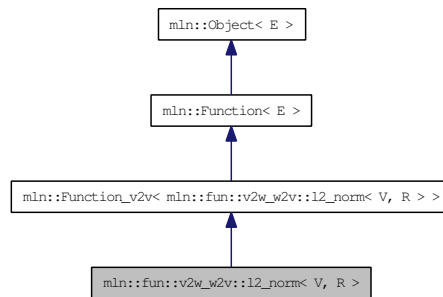 mln::Object< E >
mln::Function< E >
mln::Function_v2v< mln::fun::v2w_w2v::l2_norm< V, R > >
mln::fun::v2w_w2v::l2_norm< V, R >